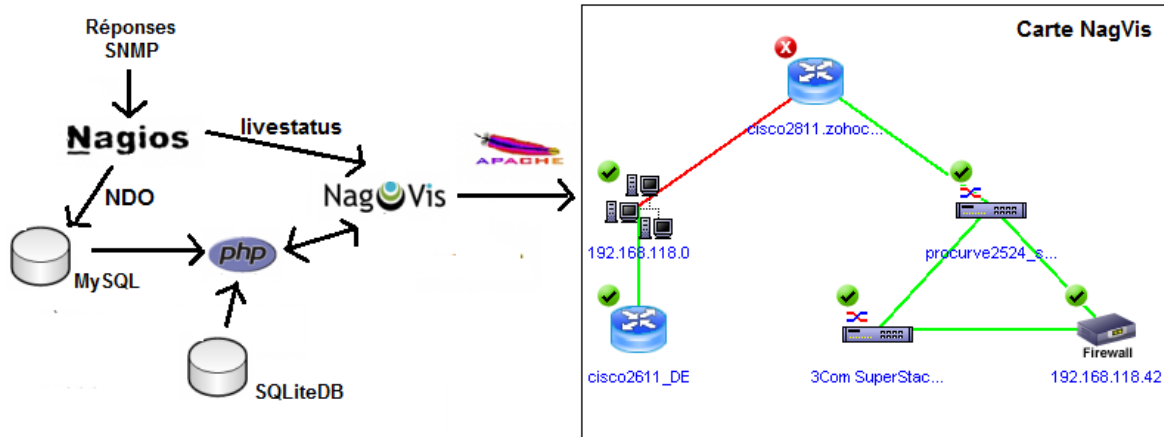 Réponses
SNMP
Nagios
livestatus
NDO
MySQL
php
SQLiteDB
NagVis
APACHE
Carte NagVis
cisco2811.zohoc...
192.168.118.0
procurve2524_s...
cisco2611_DE
3Com SuperStac...
Firewall
192.168.118.42